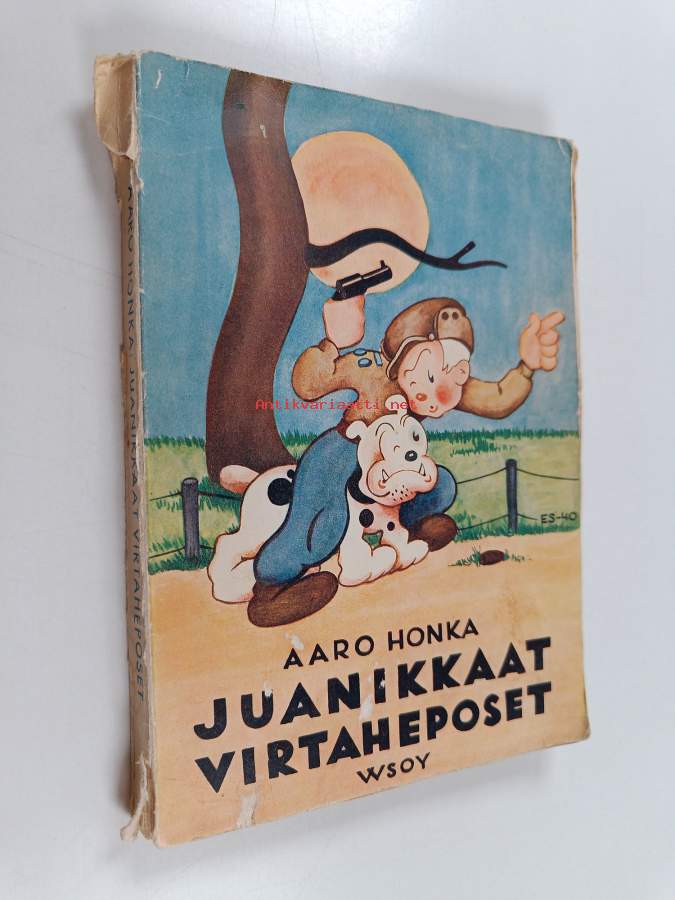 AARO HONKA: JUANIKKAAT VIRTAHEPOSET
Antikvariaatti.net
ES-40
AARO HONKA
JUANIKKAAT
VIRTAHEPOSET
WSOY